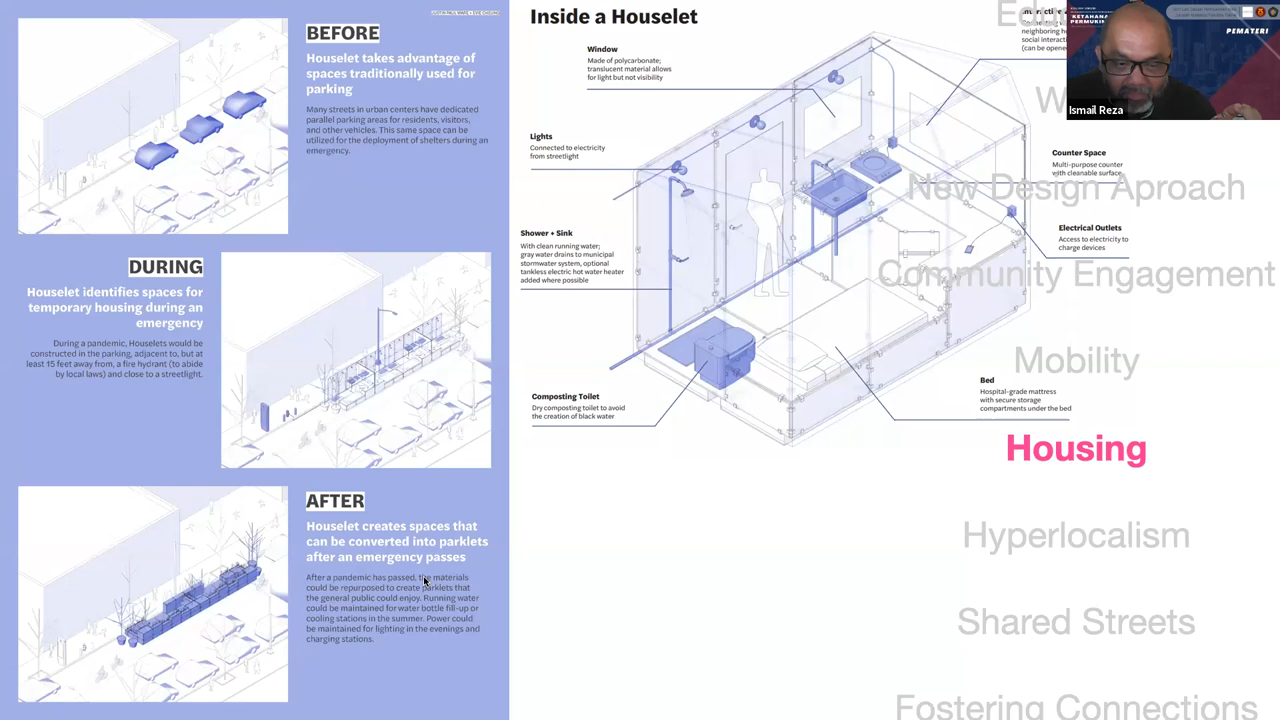 BEFORE
Houselet takes advantage of
spaces traditionally used for
parking
Many streets in urban centers have dedicated
parallel parking areas for residents, visitors,
and other vehicles. This same space can be
utilized for the deployment of shelters during an
emergency.
DURING
Houselet identifies spaces for
temporary housing during an
emergency
During a pandemic, Houselets would be
constructed in the parking, adjacent to, but at
least 15 feet away from, a fire hydrant (to abide
by local laws) and close to a streetlight.
AFTER
Houselet creates spaces that
can be converted into parklets
after an emergency passes
After a pandemic has passed, the materials
could be repurposed to create parklets that
the general public could enjoy. Running water
could be maintained for water bottle fill-up or
cooling stations in the summer. Power could
be maintained for lighting in the evenings and
charging stations.
Inside a Houselet
Window
Made of polycarbonate;
translucent material allows
for light but not visibility
Lights
Connected to electricity
from streetlight
Shower + Sink
With clean running water;
gray water drains to municipal
stormwater system, optional
tankless electric hot water heater
added where possible
Composting Toilet
Dry composting toilet to avoid
the creation of black water
neighboring
social interacti
(can be opene
Counter Space
Multi-purpose counter
with cleanable surface
Electrical Outlets
Access to electricity to
charge devices
Bed
Hospital-grade mattress
with secure storage
compartments under the bed
New Design Aproach
Community Engagement
Mobility
Housing
Hyperlocalism
Shared Streets
Fostering Connections
KETAHANA
PERMUKIN
PEMATERI
Ismail Reza